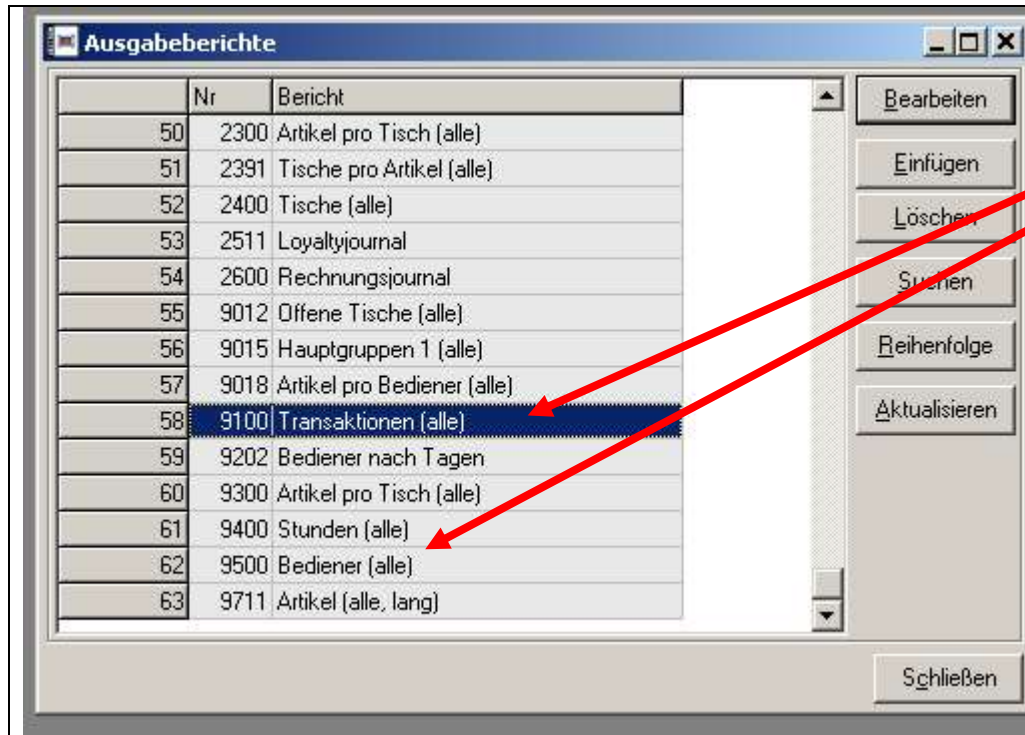 Ausgabeberichte
Nr Bericht
50 2300 Artikel pro Tisch (alle)
51 2391 Tische pro Artikel (alle)
52 2400 Tische (alle)
53 2511 Loyaltyjournal
54 2600 Rechnungsjournal
55 9012 Offene Tische (alle)
56 9015 Hauptgruppen 1 (alle)
57 9018 Artikel pro Bediener (alle)
58 9100 Transaktionen (alle)
59 9202 Bediener nach Tagen
60 9300 Artikel pro Tisch (alle)
61 9400 Stunden (alle)
62 9500 Bediener (alle)
63 9711 Artikel (alle, lang)
Bearbeiten
Einfügen
Löschen
Suchen
Reihenfolge
Aktualisieren
Schließen